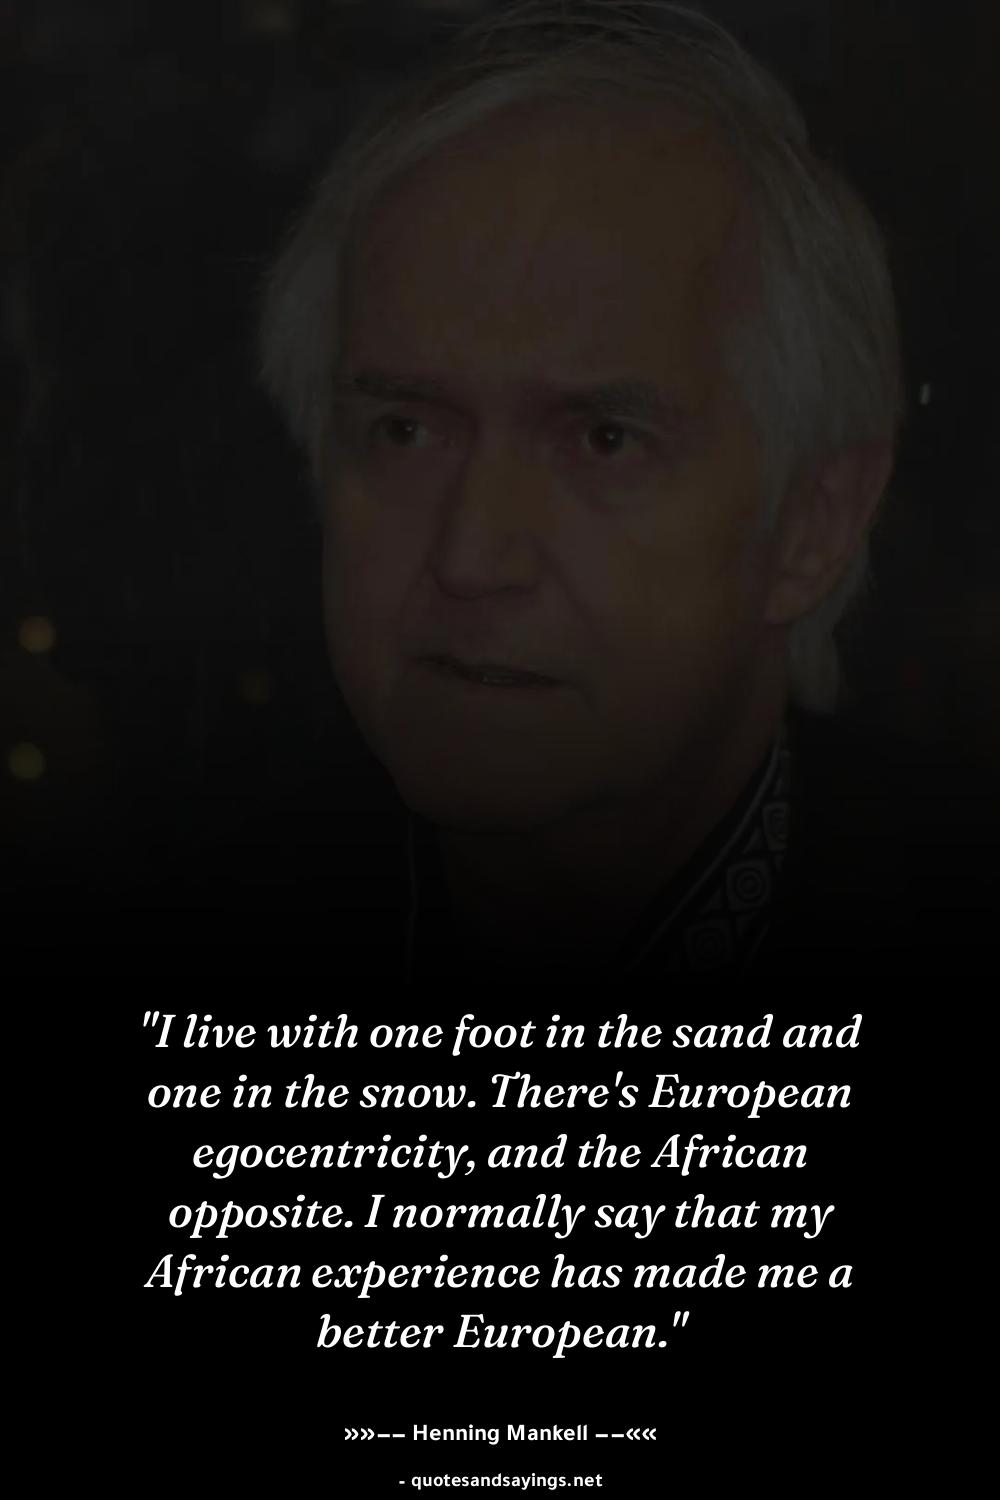 "I live with one foot in the sand and
one in the snow. There's European
egocentricity, and the African
opposite. I normally say that my
African experience has made me a
better European."
»»–– Henning Mankell ––««
- quotesandsayings.net